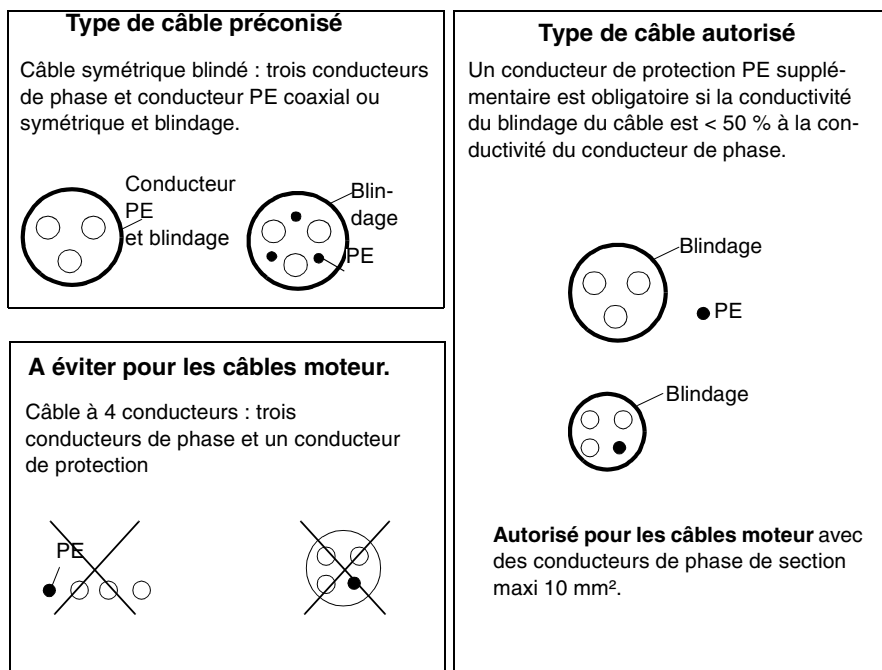 Type de câble préconisé
Câble symétrique blindé : trois conducteurs
de phase et conducteur PE coaxial ou
symétrique et blindage.
Conducteur
PE
et blindage
Blin-
dage
PE
A éviter pour les câbles moteur.
Câble à 4 conducteurs : trois
conducteurs de phase et un conducteur
de protection
PE
Type de câble autorisé
Un conducteur de protection PE supplé-
mentaire est obligatoire si la conductivité
du blindage du câble est < 50 % à la con-
ductivité du conducteur de phase.
Blindage
PE
Blindage
Autorisé pour les câbles moteur avec
des conducteurs de phase de section
maxi 10 mm².